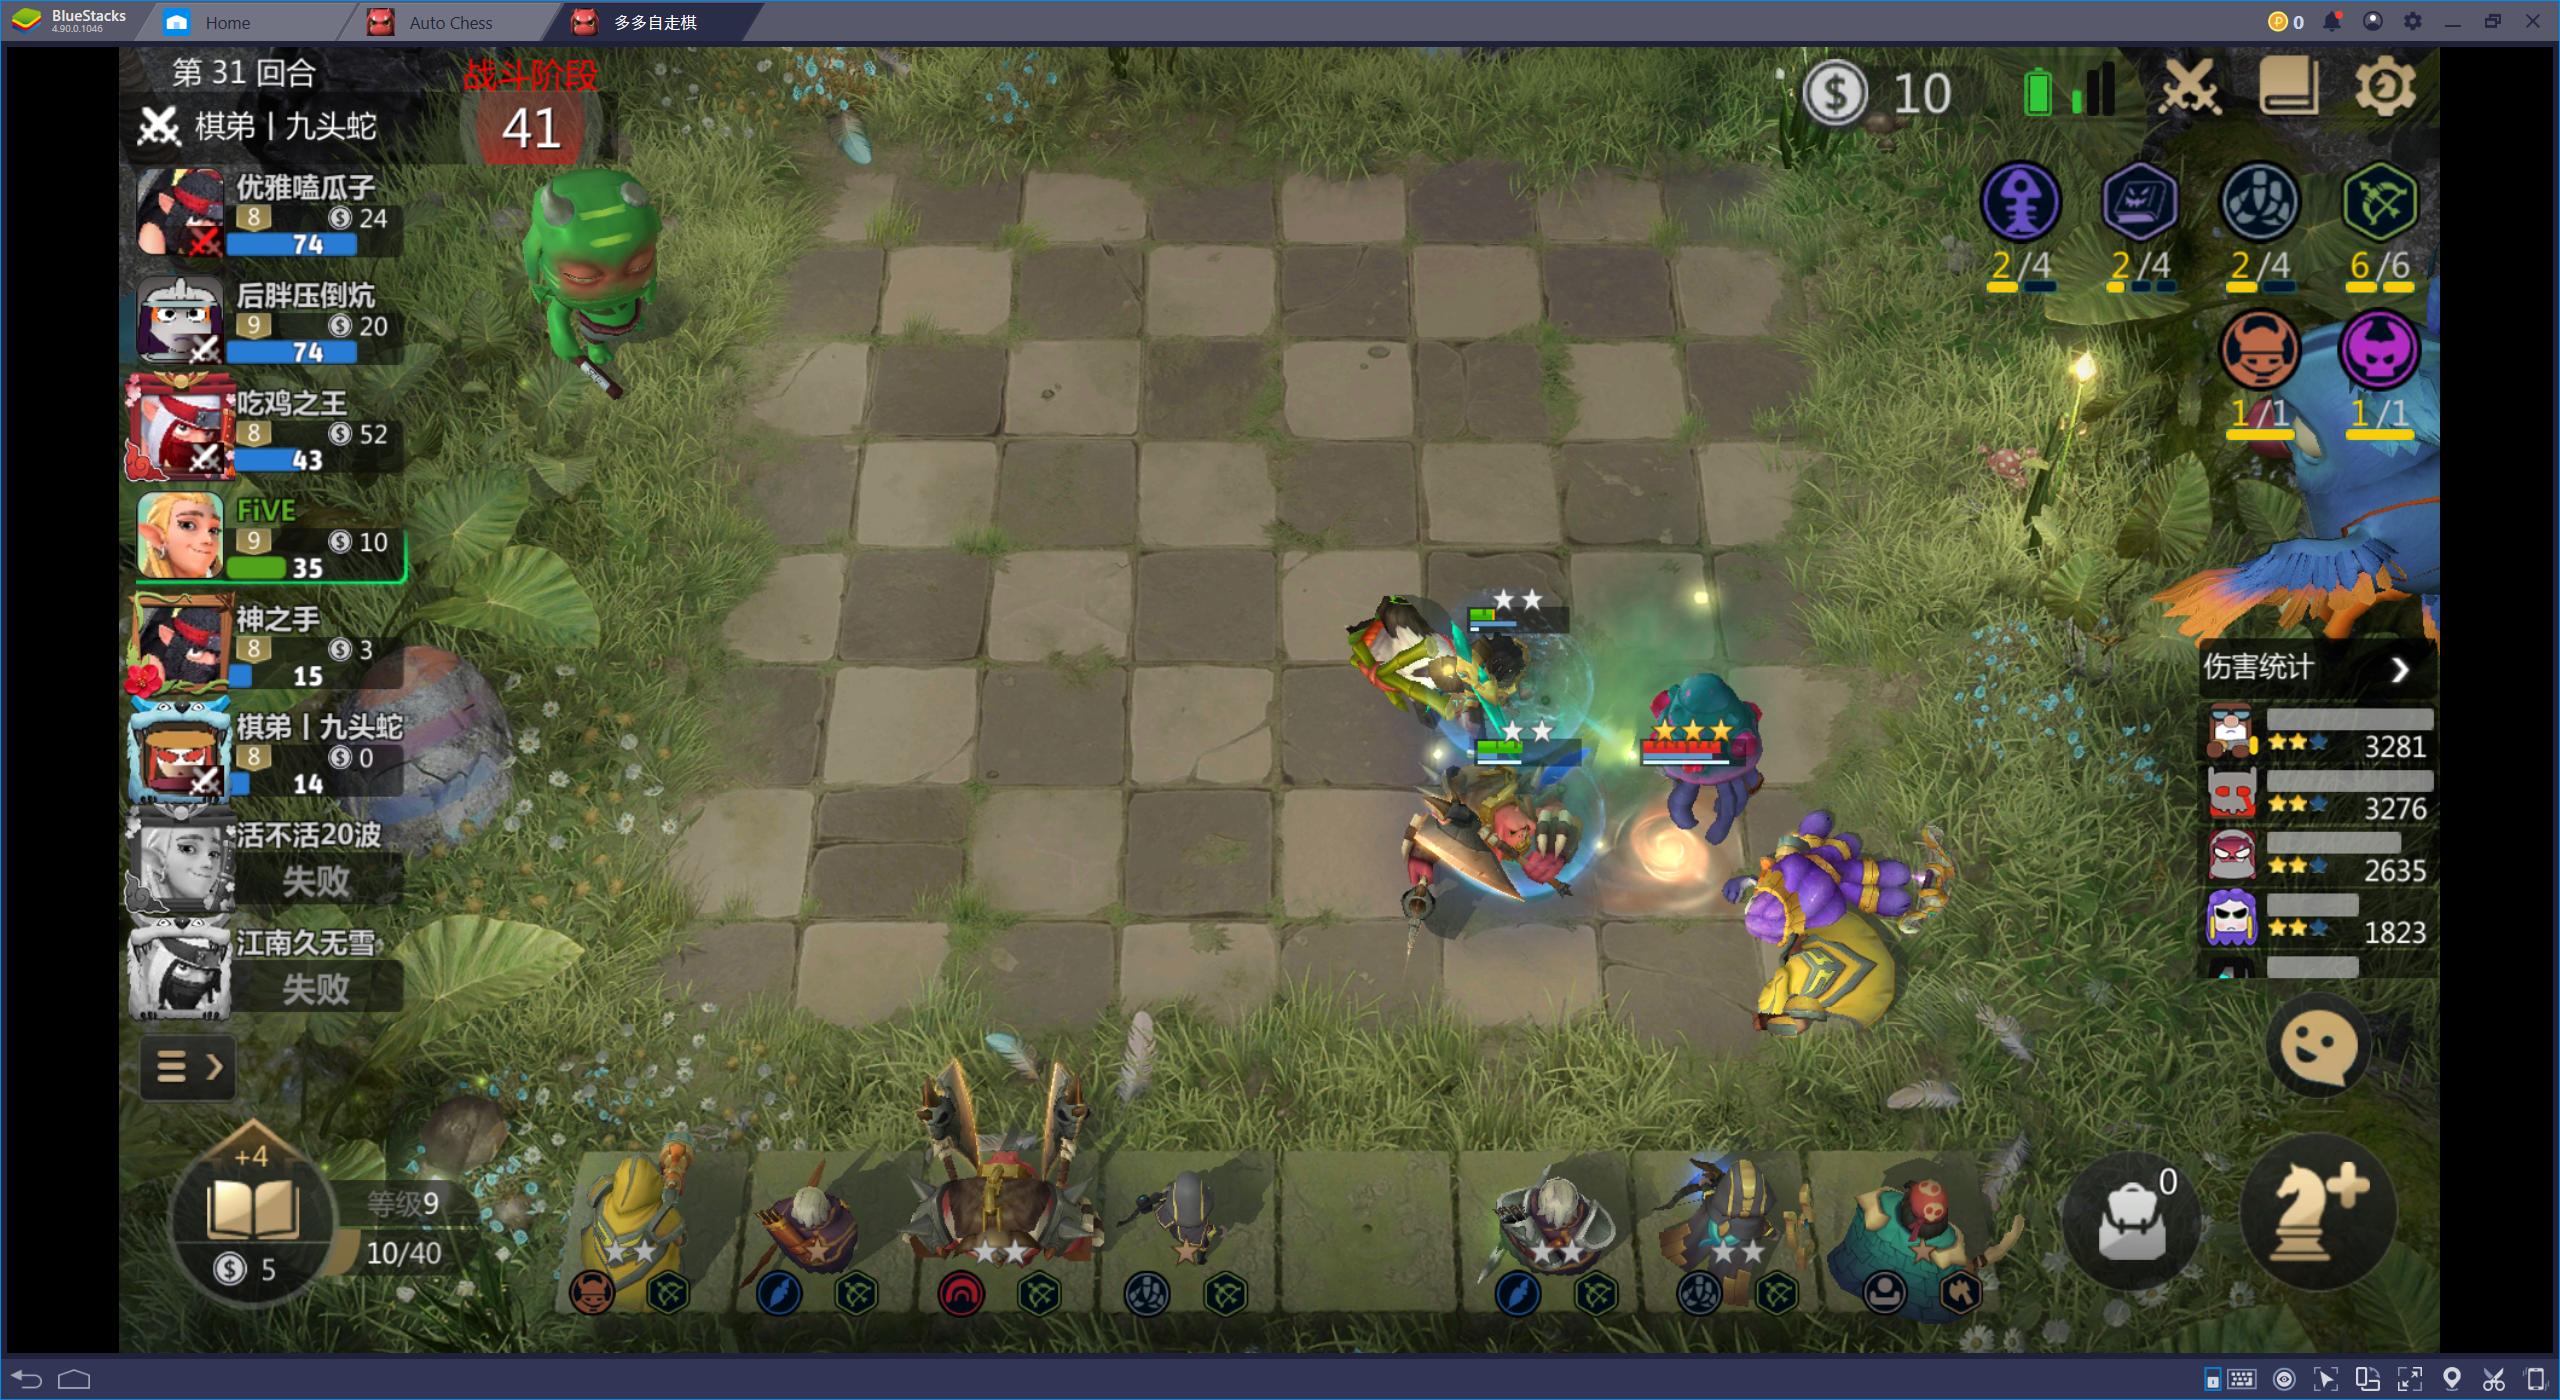 BlueStacks
4.90.0.1046
Home
Auto Chess
多多自走棋
0
第 31 回合
战斗阶段
棋弟丨九头蛇
41
10
优雅嗑瓜子
8
24
74
后胖压倒炕
9
20
74
吃鸡之王
8
52
43
FiVE
9
10
35
神之手
8
3
15
棋弟丨九头蛇
8
0
14
活不活20波
失败
江南久无雪
失败
2/4
2/4
2/4
6/6
1/1
1/1
伤害统计
3281
3276
2635
1823
+4
等级9
10/40
5
0